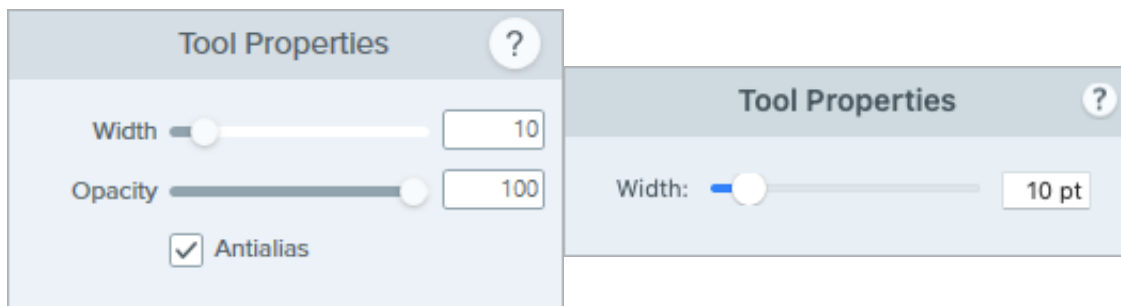 Tool Properties ?
Width 10
Opacity 100
Antialias
Tool Properties ?
Width: 10 pt